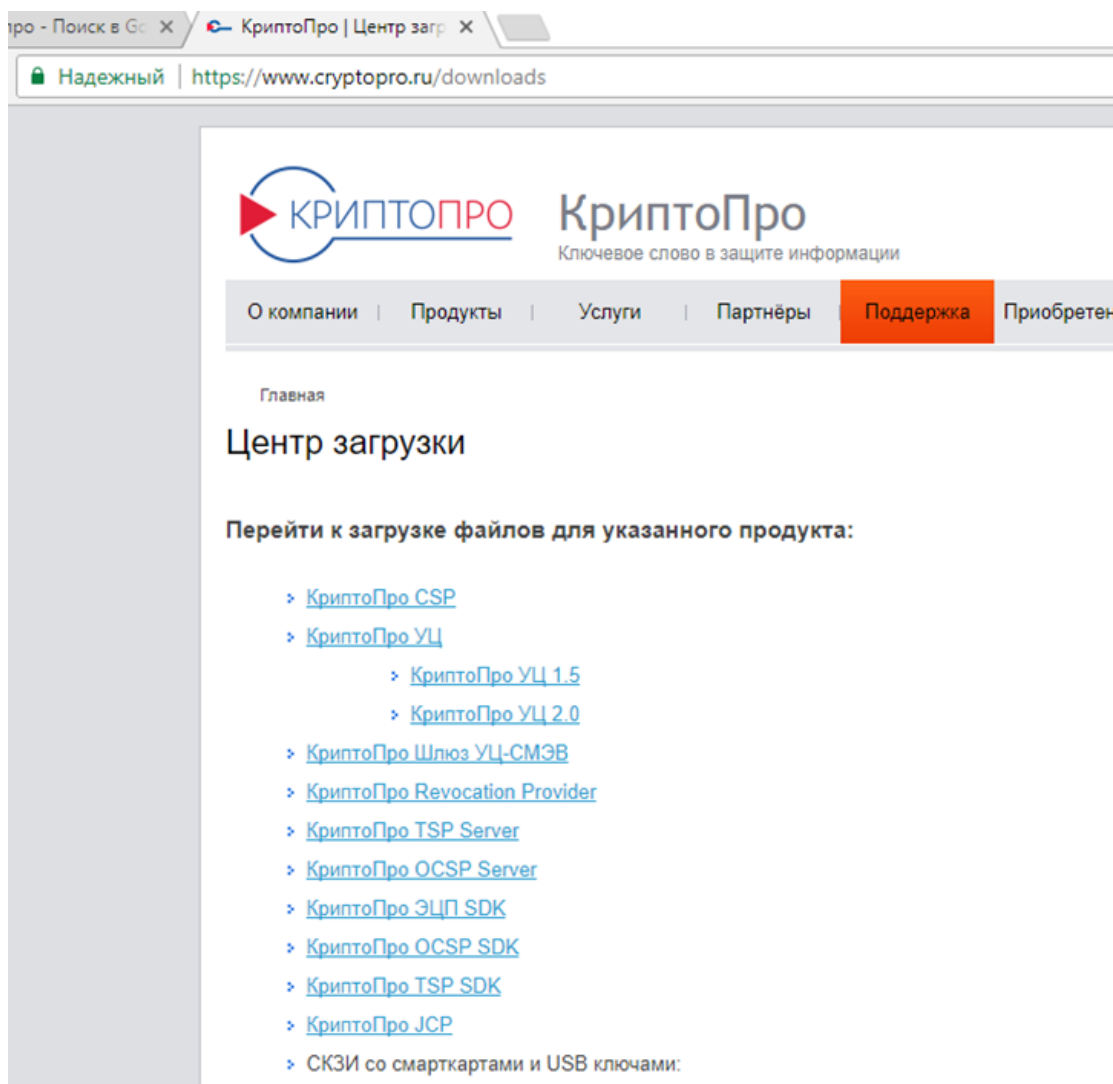 про - Поиск в Go
КриптоПро | Центр загр
Надежный | https://www.cryptopro.ru/downloads
КРИПТОПРО
КриптоПро
Ключевое слово в защите информации
О компании | Продукты | Услуги | Партнёры | Поддержка Приобретен
Главная
Центр загрузки
Перейти к загрузке файлов для указанного продукта:
КриптоПро CSP
КриптоПро УЦ
КриптоПро УЦ 1.5
КриптоПро УЦ 2.0
КриптоПро Шлюз УЦ-СМЭВ
КриптоПро Revocation Provider
КриптоПро TSP Server
КриптоПро OCSP Server
КриптоПро ЭЦП SDK
КриптоПро OCSP SDK
КриптоПро TSP SDK
КриптоПро JCP
СКЗИ со смарткартами и USB ключами: